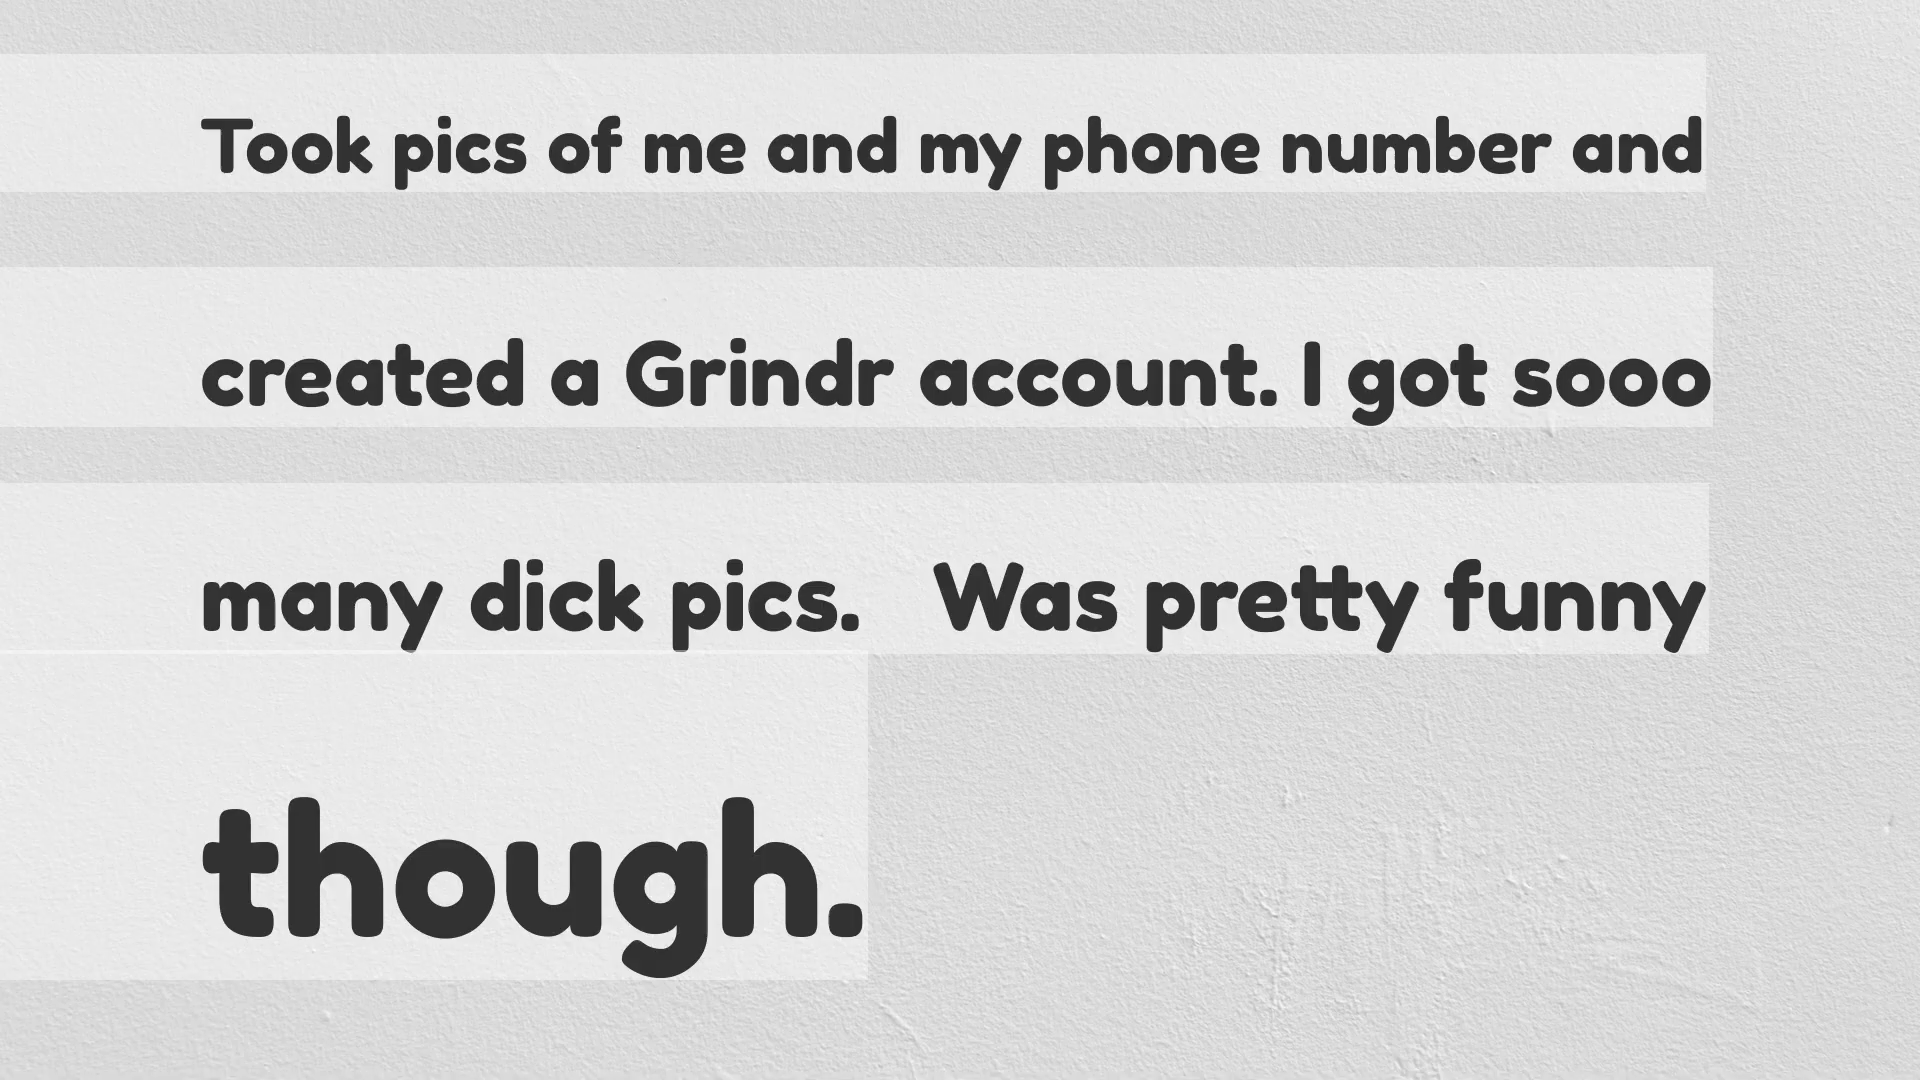 Took pics of me and my phone number and
created a Grindr account. I got sooo
many dick pics. Was pretty funny
though.